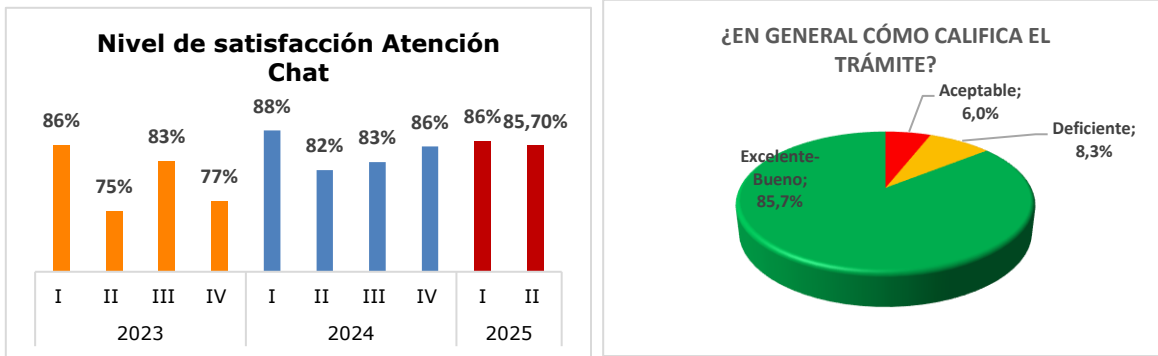 Nivel de satisfacción Atención
Chat
86%
75%
83%
77%
88%
82%
83%
86%
86%
85,70%
I
II
III
IV
I
II
III
IV
I
II
2023
2024
2025
¿EN GENERAL CÓMO CALIFICA EL
TRÁMITE?
Aceptable;
6,0%
Deficiente;
8,3%
Excelente-
Bueno;
85,7%